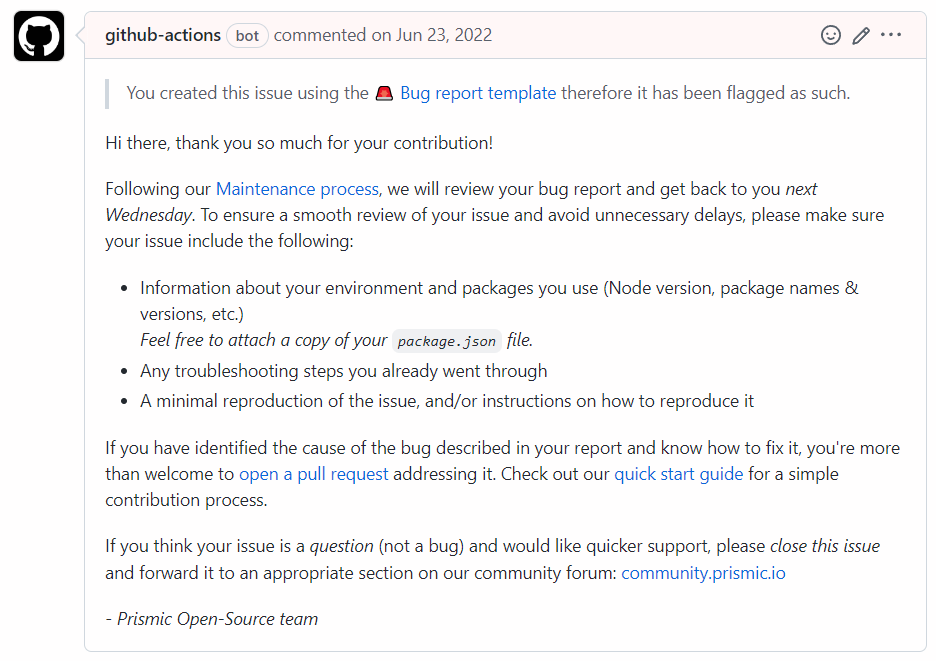 github-actions bot commented on Jun 23, 2022
You created this issue using the 🚨 Bug report template therefore it has been flagged as such.
Hi there, thank you so much for your contribution!
Following our Maintenance process, we will review your bug report and get back to you next
Wednesday. To ensure a smooth review of your issue and avoid unnecessary delays, please make sure
your issue include the following:
• Information about your environment and packages you use (Node version, package names &
versions, etc.)
Feel free to attach a copy of your package.json file.
• Any troubleshooting steps you already went through
• A minimal reproduction of the issue, and/or instructions on how to reproduce it
If you have identified the cause of the bug described in your report and know how to fix it, you're more
than welcome to open a pull request addressing it. Check out our quick start guide for a simple
contribution process.
If you think your issue is a question (not a bug) and would like quicker support, please close this issue
and forward it to an appropriate section on our community forum: community.prismic.io
- Prismic Open-Source team